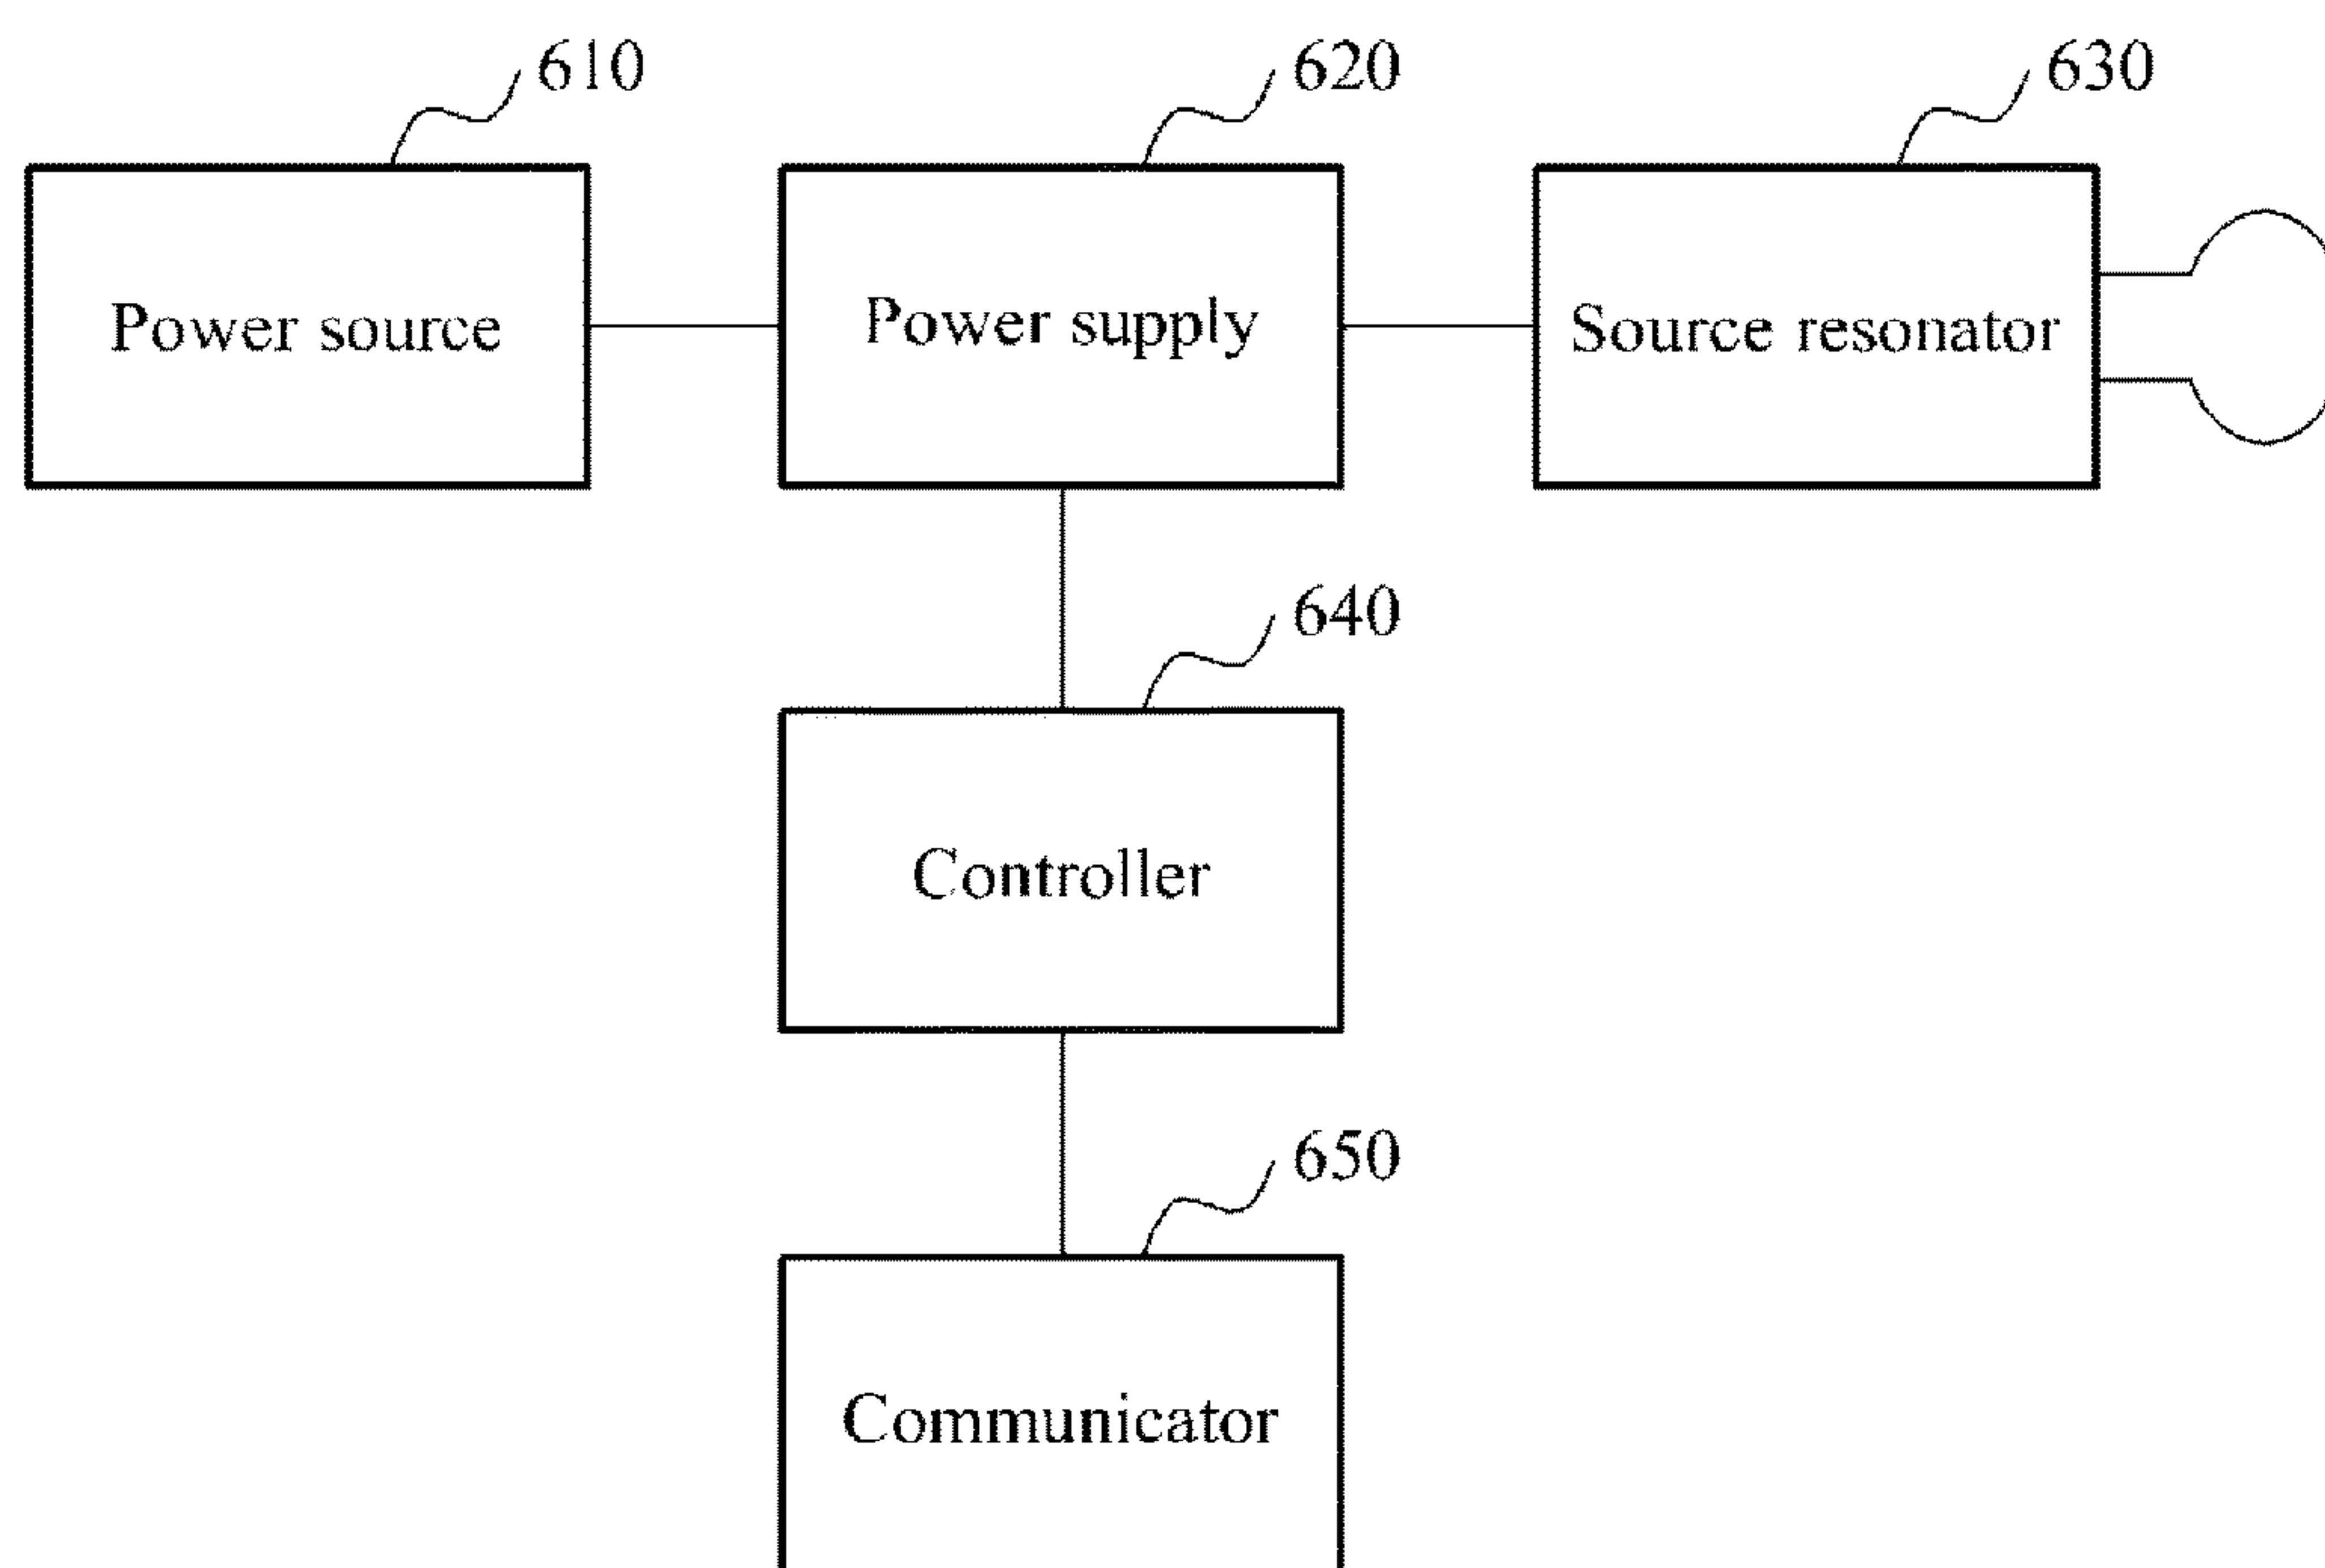 610
620
630
Power source
Power supply
Source resonator
640
Controller
650
Communicator